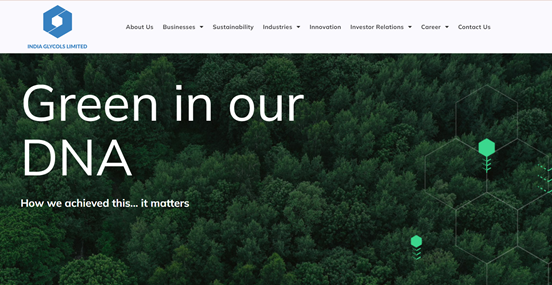 INDIA GLYCOLS LIMITED
About Us Businesses Sustainability Industries Innovation Investor Relations Career Contact Us
Green in our
DNA
How we achieved this... it matters